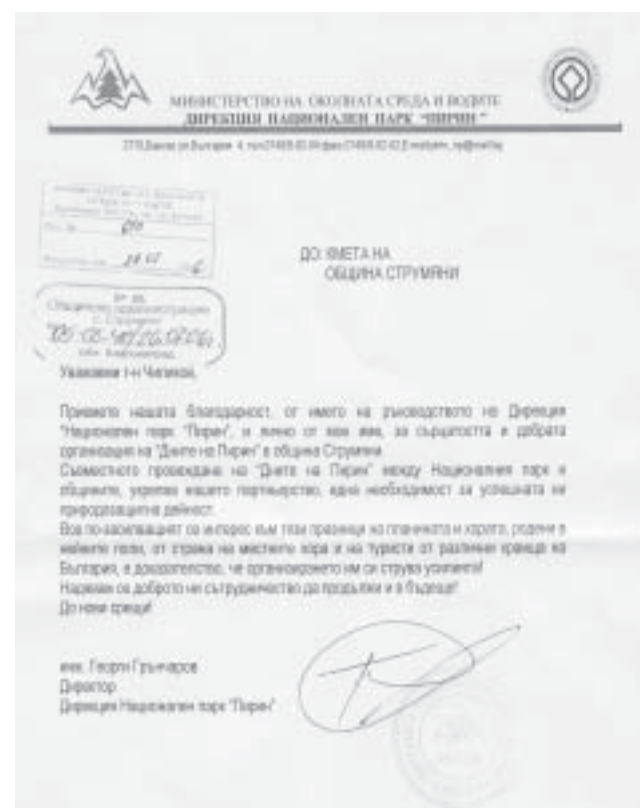 МИНИСТЕРСТВО НА ОКОЛНАТА СРЕДА И ВОДИТЕ
ДИРЕКЦИЯ НАЦИОНАЛЕН ПАРК "ПИРИН"
ДО: КМЕТА НА
ОБЩИНА СТРУМЯНИ
Уважаеми г-н
Приемете нашата благодарност, от името на ръководството на Дирекция
"Национален парк "Пирин", и лично от мое име, за сърцатостта и добрата
организация на "Дните на Пирин" в община Струмяни.
Съвместното провеждане на "Дните на Пирин" между Националния парк и
общините, укрепва нашето партньорство, една необходимост за успешната ни
природозащитна дейност.
Все по-засилващият се интерес към тези празници на планината и хората, родени в
нейните поли, от страна на местните хора и на туристи от различни краища на
България, е доказателство, че организирането им си струва усилията!
Надявам се доброто ни сътрудничество да продължи и в бъдеще!
До нови срещи!
инж. Георги Грънчаров
Директор
Дирекция Национален парк "Пирин"